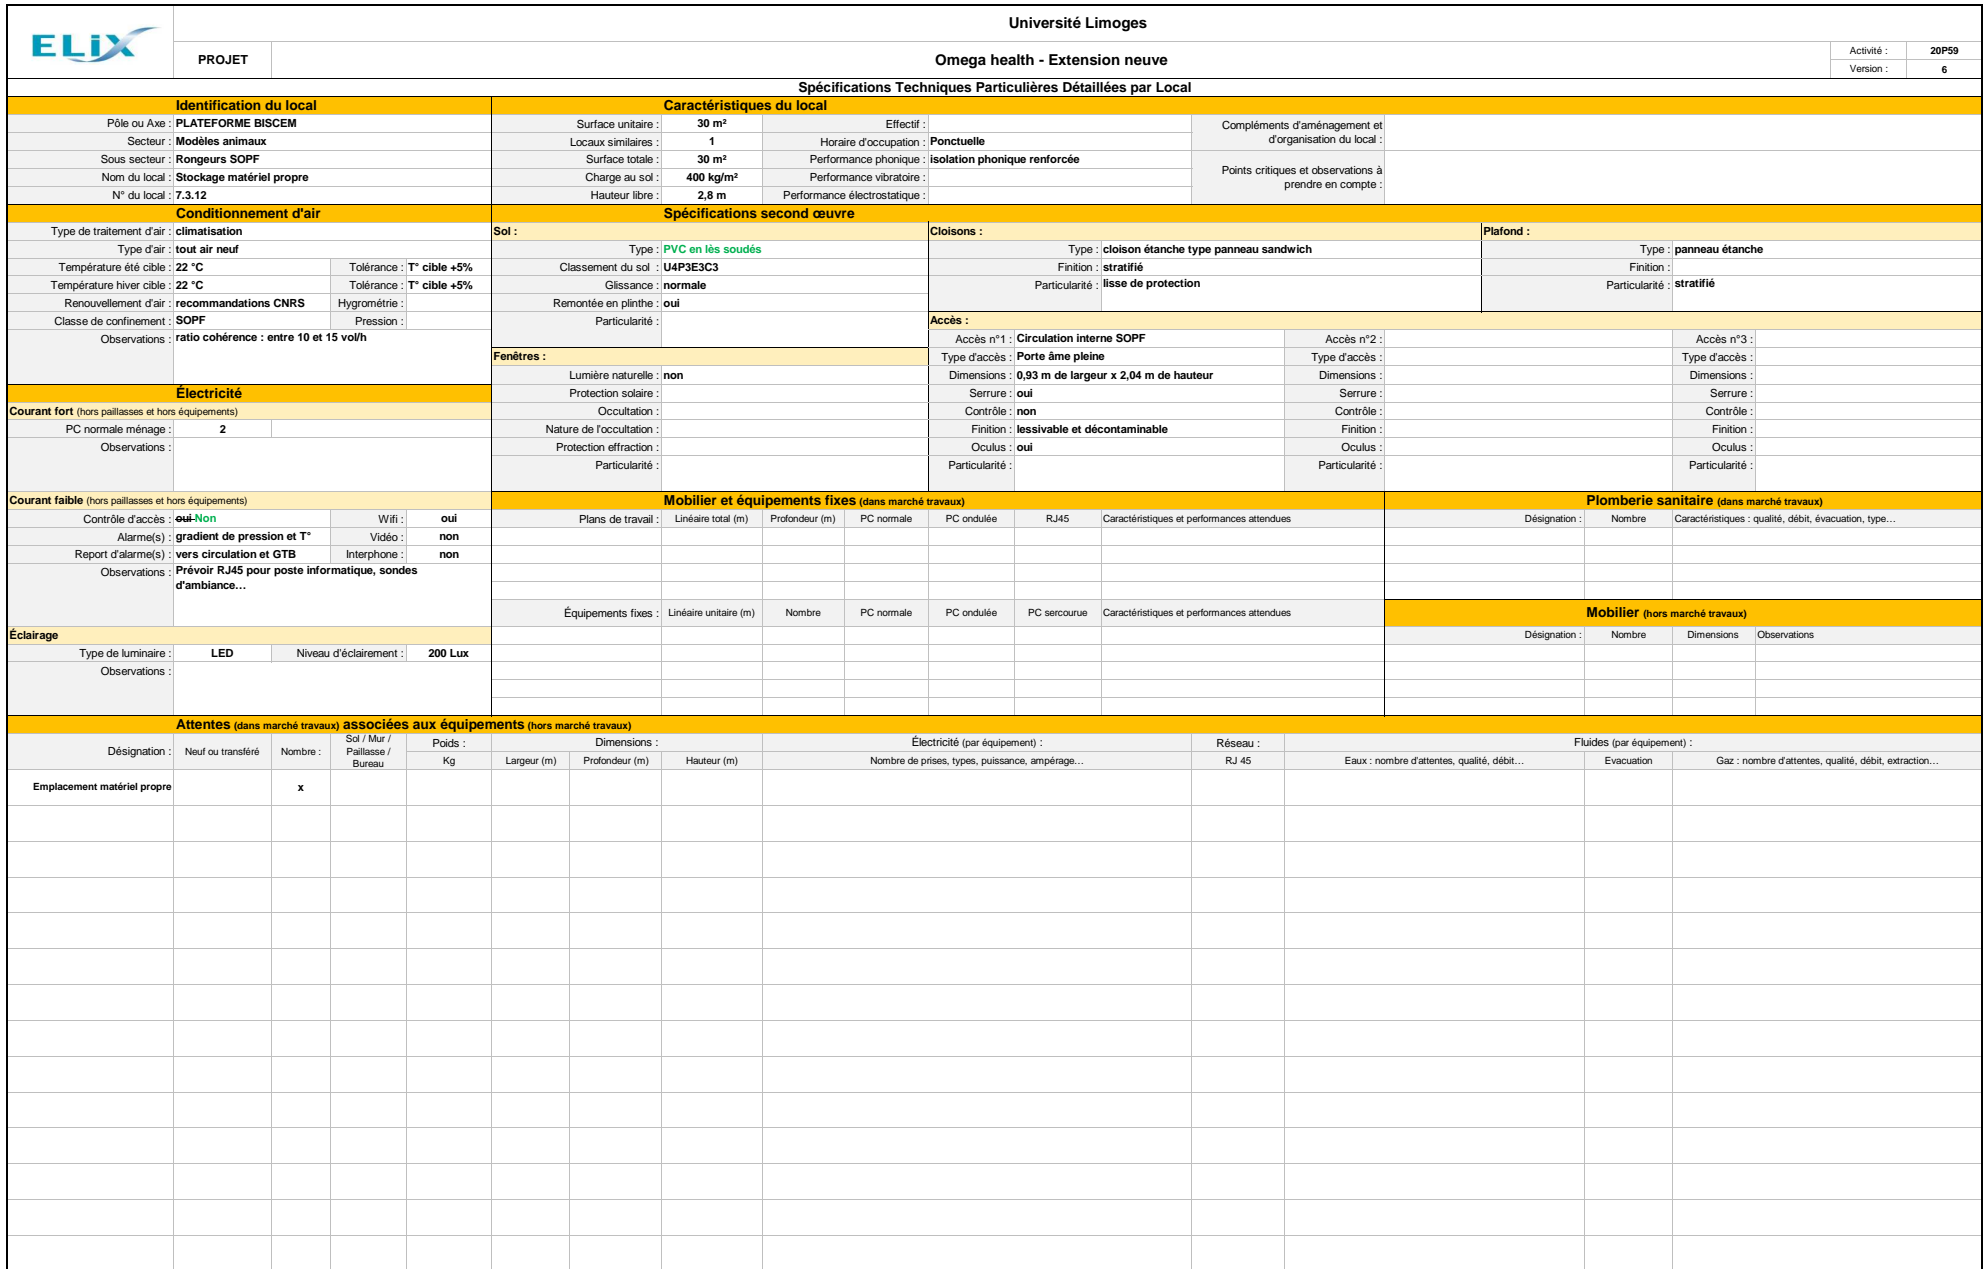 ELiX
Université Limoges
PROJET
Omega health - Extension neuve
Activité : 20P59
Version : 6
Spécifications Techniques Particulières Détaillées par Local
Identification du local
Pôle ou Axe : PLATEFORME BISCEM
Secteur : Modèles animaux
Sous secteur : Rongeurs SOPF
Nom du local : Stockage matériel propre
N° du local : 7.3.12
Caractéristiques du local
Surface unitaire : 30 m² Effectif :
Locaux similaires : 1 Horaire d'occupation : Ponctuelle
Surface totale : 30 m² Performance phonique : isolation phonique renforcée
Charge au sol : 400 kg/m² Performance vibratoire :
Hauteur libre : 2,8 m Performance électrostatique :
Compléments d'aménagement et
d'organisation du local :
Points critiques et observations à
prendre en compte :
Conditionnement d'air
Type de traitement d'air : climatisation
Type d'air : tout air neuf
Température été cible : 22 °C Tolérance : T° cible +5%
Température hiver cible : 22 °C Tolérance : T° cible +5%
Renouvellement d'air : recommandations CNRS Hygrométrie :
Classe de confinement : SOPF Pression :
Observations : ratio cohérence : entre 10 et 15 vol/h
Spécifications second œuvre
Sol :
Type : PVC en lès soudés
Classement du sol : U4P3E3C3
Glissance : normale
Remontée en plinthe : oui
Particularité :
Cloisons :
Type : cloison étanche type panneau sandwich
Finition : stratifié
Particularité : lisse de protection
Plafond :
Type : panneau étanche
Finition :
Particularité : stratifié
Fenêtres :
Lumière naturelle : non
Protection solaire :
Occultation :
Nature de l'occultation :
Protection effraction :
Particularité :
Accès :
Accès n°1 : Circulation interne SOPF Accès n°2 : Accès n°3 :
Type d'accès : Porte âme pleine Type d'accès : Type d'accès :
Dimensions : 0,93 m de largeur x 2,04 m de hauteur Dimensions : Dimensions :
Serrure : oui Serrure : Serrure :
Contrôle : non Contrôle : Contrôle :
Finition : lessivable et décontaminable Finition : Finition :
Oculus : oui Oculus : Oculus :
Particularité : Particularité : Particularité :
Électricité
Courant fort (hors paillasses et hors équipements)
PC normale ménage : 2
Observations :
Courant faible (hors paillasses et hors équipements)
Contrôle d'accès : oui Non Wifi : oui
Alarme(s) : gradient de pression et T° Vidéo : non
Report d'alarme(s) : vers circulation et GTB Interphone : non
Observations : Prévoir RJ45 pour poste informatique, sondes
d'ambiance…
Éclairage
Type de luminaire : LED Niveau d'éclairement : 200 Lux
Observations :
Mobilier et équipements fixes (dans marché travaux)
Plans de travail : Linéaire total (m) Profondeur (m) PC normale PC ondulée RJ45 Caractéristiques et performances attendues
Équipements fixes : Linéaire unitaire (m) Nombre PC normale PC ondulée PC sercourue Caractéristiques et performances attendues
Plomberie sanitaire (dans marché travaux)
Désignation : Nombre Caractéristiques : qualité, débit, évacuation, type…
Mobilier (hors marché travaux)
Désignation : Nombre Dimensions Observations
Attentes (dans marché travaux) associées aux équipements (hors marché travaux)
Désignation : Neuf ou transféré Nombre :
Sol / Mur /
Paillasse /
Bureau
Poids : Dimensions : Électricité (par équipement) : Réseau : Fluides (par équipement) :
Kg Largeur (m) Profondeur (m) Hauteur (m) Nombre de prises, types, puissance, ampérage… RJ 45 Eaux : nombre d'attentes, qualité, débit… Evacuation Gaz : nombre d'attentes, qualité, débit, extraction…
Emplacement matériel propre x